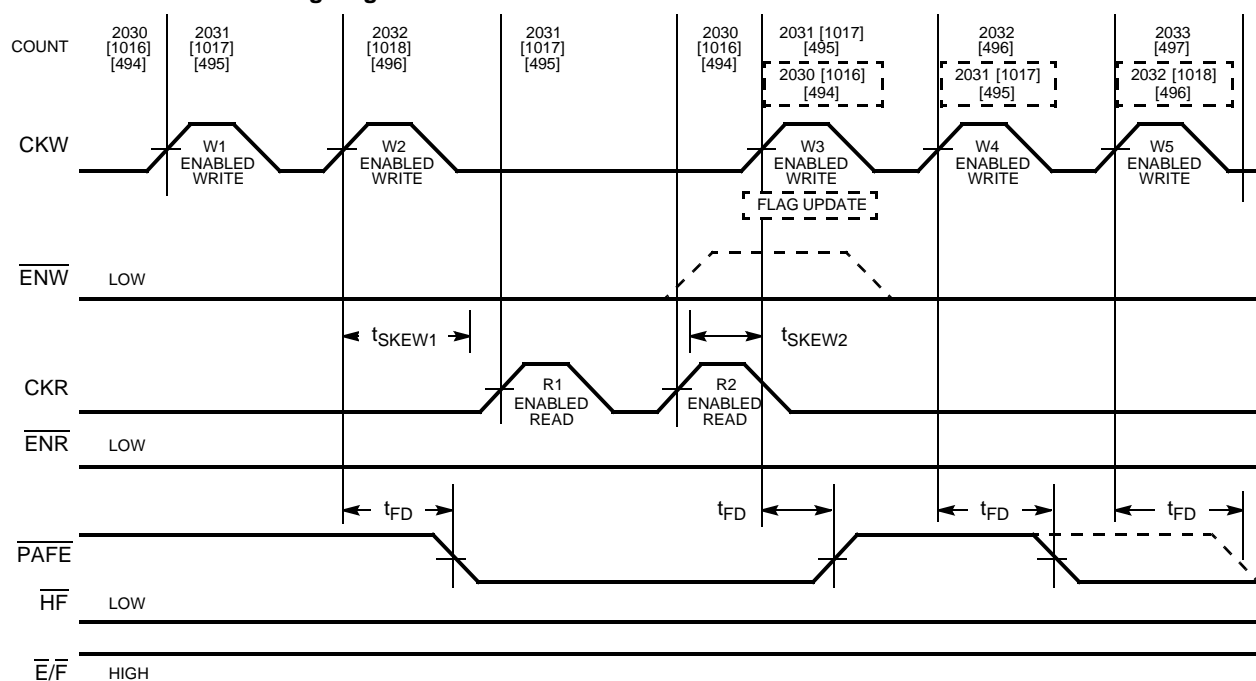 COUNT
2030
[1016]
[494]
2031
[1017]
[495]
2032
[1018]
[496]
2031
[1017]
[495]
2030
[1016]
[494]
2031 [1017]
[495]
2030 [1016]
[494]
2032
[496]
2031 [1017]
[495]
2033
[497]
2032 [1018]
[496]
CKW
W1
ENABLED
WRITE
W2
ENABLED
WRITE
W3
ENABLED
WRITE
W4
ENABLED
WRITE
W5
ENABLED
WRITE
FLAG UPDATE
ENW
LOW
tSKEW1
tSKEW2
CKR
R1
ENABLED
READ
R2
ENABLED
READ
ENR
LOW
tFD
tFD
tFD
tFD
PAFE
HF
LOW
E/F
HIGH